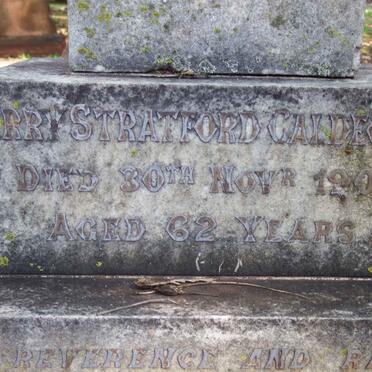 STRATFORD
DIED 30TH NOVR
AGED 62 YEARS
REVERENCE AND